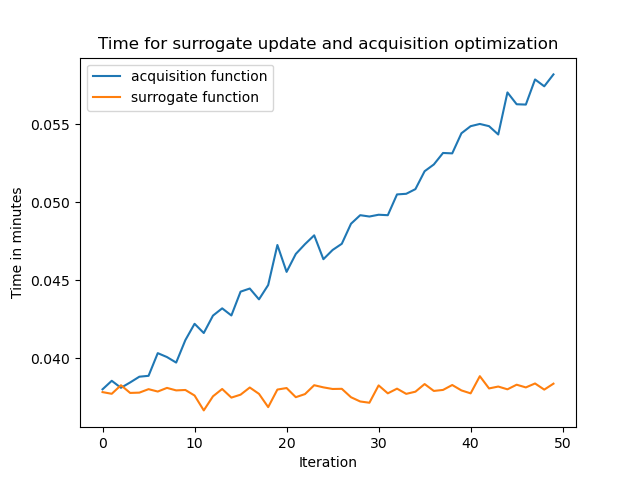 Time for surrogate update and acquisition optimization
acquisition function
surrogate function
0.055
0.050
0.045
0.040
Time in minutes
0
10
20
30
40
50
Iteration